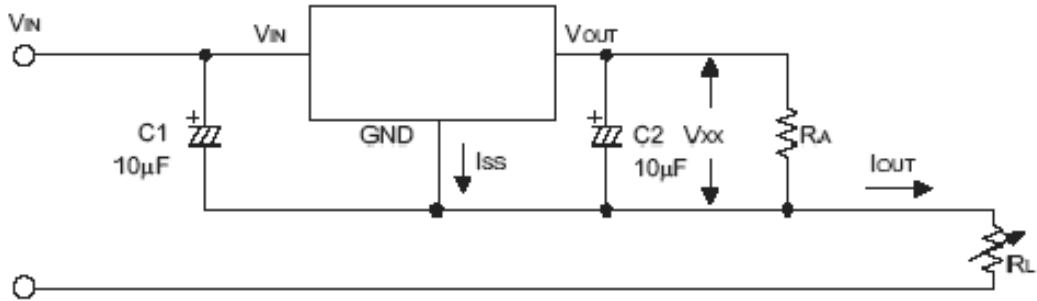 VIN
VIN
VOUT
C1
10µF
GND
ISS
C2
10µF
VXX
RA
IOUT
RL